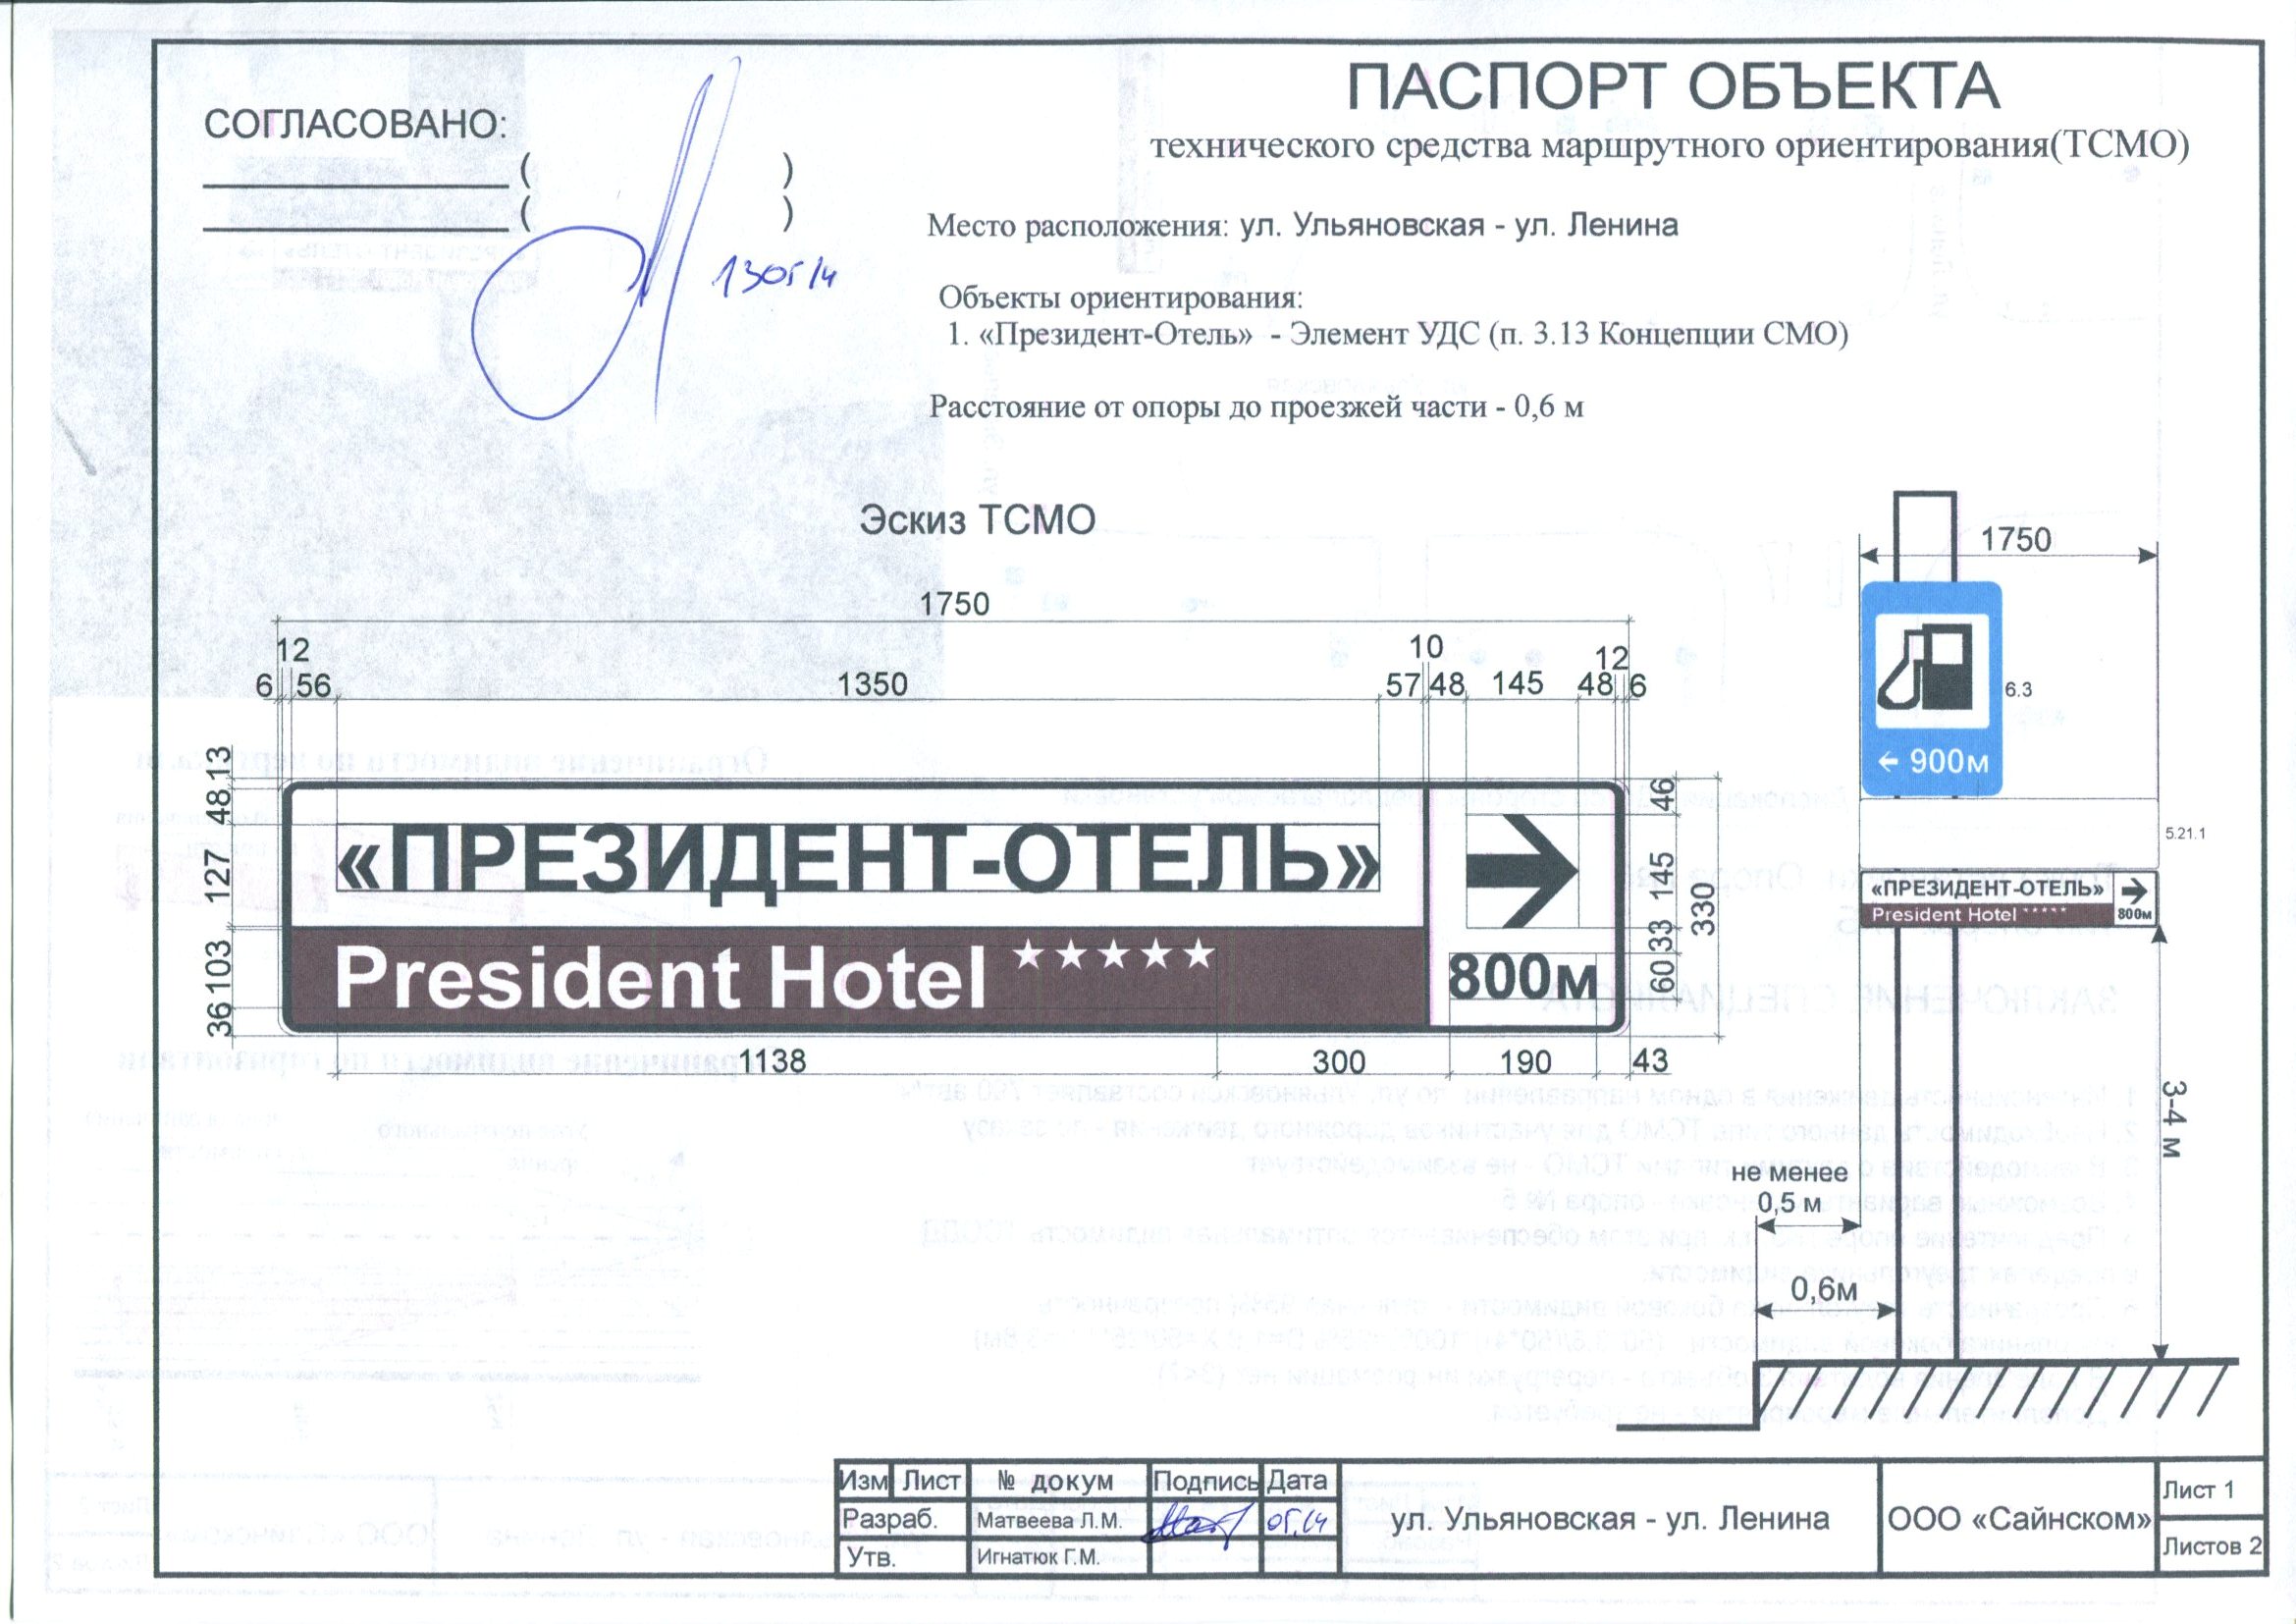 ПАСПОРТ ОБЪЕКТА
технического средства маршрутного ориентирования(ТСМО)
СОГЛАСОВАНО:
( )
( )
130514
Место расположения: ул. Ульяновская - ул. Ленина
Объекты ориентирования:
1. «Президент-Отель» - Элемент УДС (п. 3.13 Концепции СМО)
Расстояние от опоры до проезжей части - 0,6 м
Эскиз ТСМО
1750
12 10 12
6 56 1350 57 48 145 48 6
13
48
127
103
36
«ПРЕЗИДЕНТ-ОТЕЛЬ»
President Hotel ★★★★★
800м
46
145
33
60
330
1138 300 190 43
1750
6.3
← 900м
5.21.1
«ПРЕЗИДЕНТ-ОТЕЛЬ» →
President Hotel ***** 800м
3-4 м
не менее
0,5 м
0,6м
Изм Лист № докум Подпись Дата
Разраб. Матвеева Л.М. 05.14
Утв. Игнатюк Г.М.
ул. Ульяновская - ул. Ленина
ООО «Сайнском»
Лист 1
Листов 2